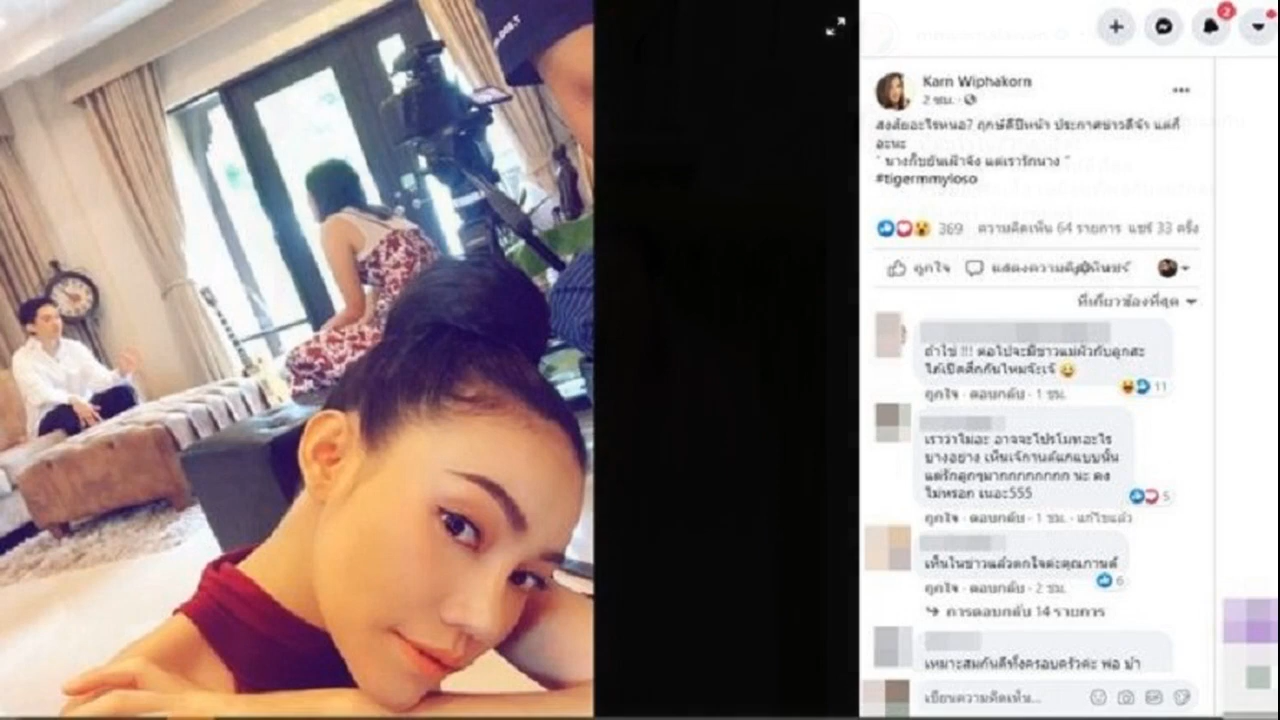 2
Karn Wiphakorn
2 ชม.
สงสัยอะไรหนอ? ฤกษ์ดีปีหน้า ประกาศข่าวดีจ้า แต่ก็
อะนะ
" นางก็ขยันเฝ้าจัง แต่เรารักนาง "
#tigermmyloso
369 ความคิดเห็น 64 รายการ แชร์ 33 ครั้ง
ถูกใจ
ที่เกี่ยวข้องที่สุด
ถ้าใช่ !!! ต่อไปจะมีข่าวแม่ผัวกับลูกสะ
ใภ้เปิดศึกกันไหมจ๊ะเจ้
11
ถูกใจ · ตอบกลับ · 1 ชม.
เราว่าไม่อะ อาจจะโปรโมทอะไร
บางอย่าง เห็นเจ้กานต์แกแบบนั้น
แต่รักลูกๆมากกกกกกกก นะ คง
ไม่หรอก เนอะ555
5
ถูกใจ · ตอบกลับ · 1 ชม. · แก้ไขแล้ว
เห็นในข่าวแล้วตกใจค่ะคุณกานต์
6
ถูกใจ · ตอบกลับ · 2 ชม.
การตอบกลับ 14 รายการ
เหมาะสมกันดีทั้งครอบครัวค่ะ พ่อ ม๋า
เขียนความคิดเห็น...